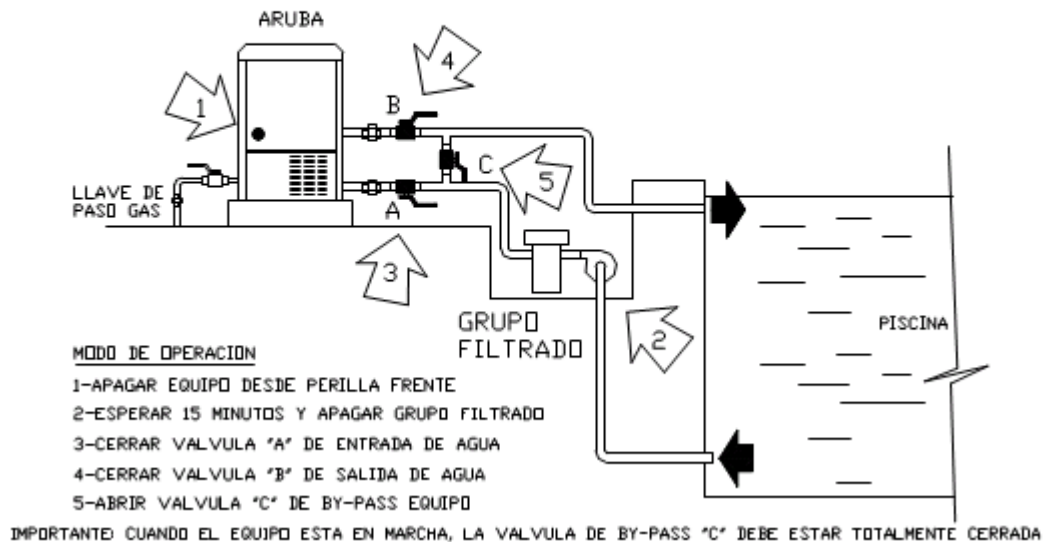 ARUBA
4
1
B
C
5
LLAVE DE
PASO GAS
A
3
GRUPO
FILTRADO
2
PISCINA
MODO DE OPERACION
1-APAGAR EQUIPO DESDE PERILLA FRENTE
2-ESPERAR 15 MINUTOS Y APAGAR GRUPO FILTRADO
3-CERRAR VALVULA "A" DE ENTRADA DE AGUA
4-CERRAR VALVULA "B" DE SALIDA DE AGUA
5-ABRIR VALVULA "C" DE BY-PASS EQUIPO
IMPORTANTE: CUANDO EL EQUIPO ESTA EN MARCHA, LA VALVULA DE BY-PASS "C" DEBE ESTAR TOTALMENTE CERRADA